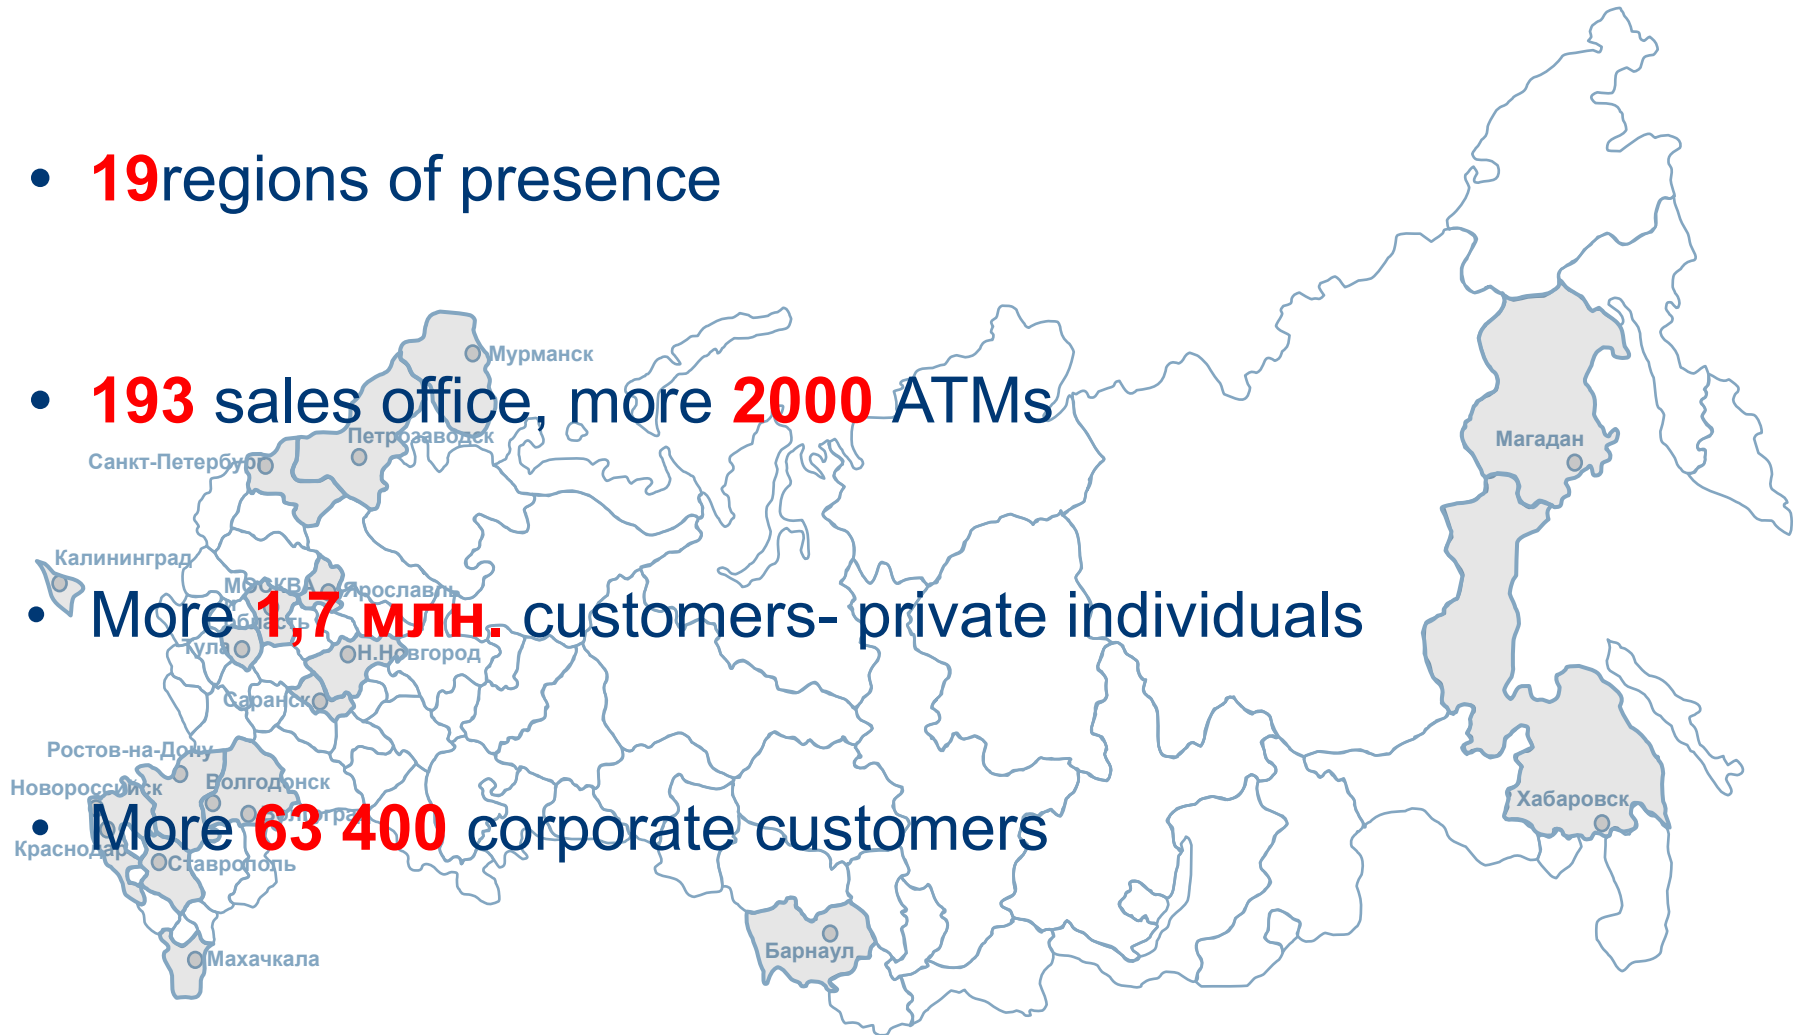 • 19regions of presence
Мурманск
• 193 sales office, more 2000 ATMs
Петрозаводск
Санкт-Петербург
Магадан
Калининград
МОСКВА
и
Ярославль
• More 1,7 млн. customers- private individuals
область
Тула
Н.Новгород
Саранск
Ростов-на-Дону
Волгодонск
Новороссийск
Хабаровск
• More 63 400 corporate customers
Краснодар
Ставрополь
Барнаул
Махачкала